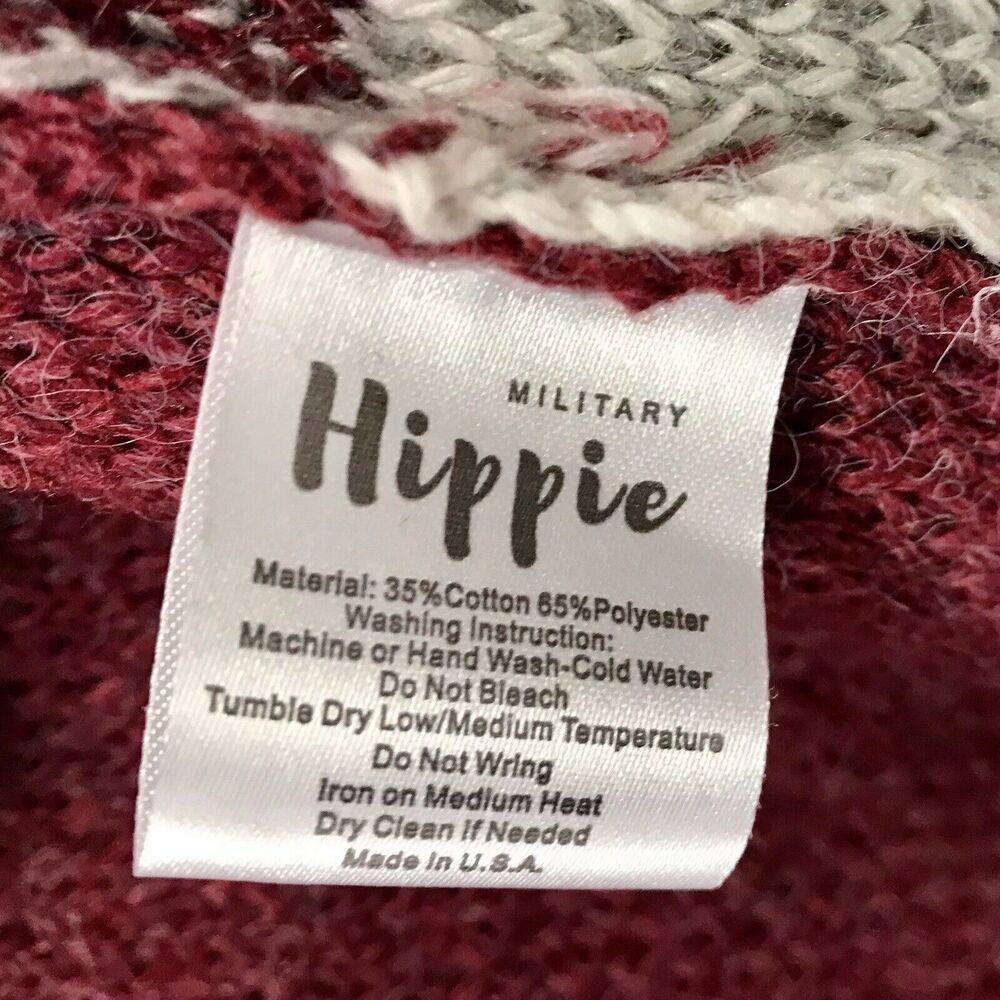 MILITARY
Hippie
Material: 35%Cotton 65%Polyester
Washing Instruction:
Machine or Hand Wash-Cold Water
Do Not Bleach
Tumble Dry Low/Medium Temperature
Do Not Wring
Iron on Medium Heat
Dry Clean if Needed
Made in U.S.A.